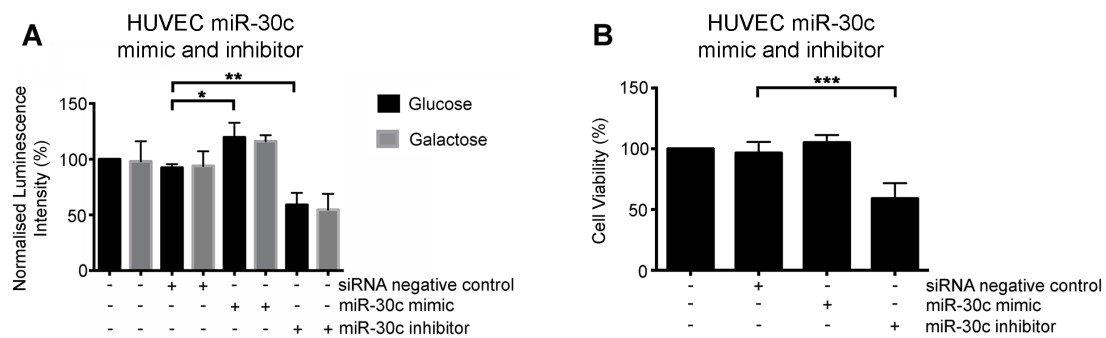 A
HUVEC miR-30c
mimic and inhibitor
**
*
Normalised Luminescence
Intensity (%)
150
100
50
0
Glucose
Galactose
- - + + - - - - siRNA negative control
- - - - + + - - miR-30c mimic
- - - - - - + + miR-30c inhibitor
B
HUVEC miR-30c
mimic and inhibitor
***
Cell Viability (%)
150
100
50
0
- + - - siRNA negative control
- - + - miR-30c mimic
- - - + miR-30c inhibitor